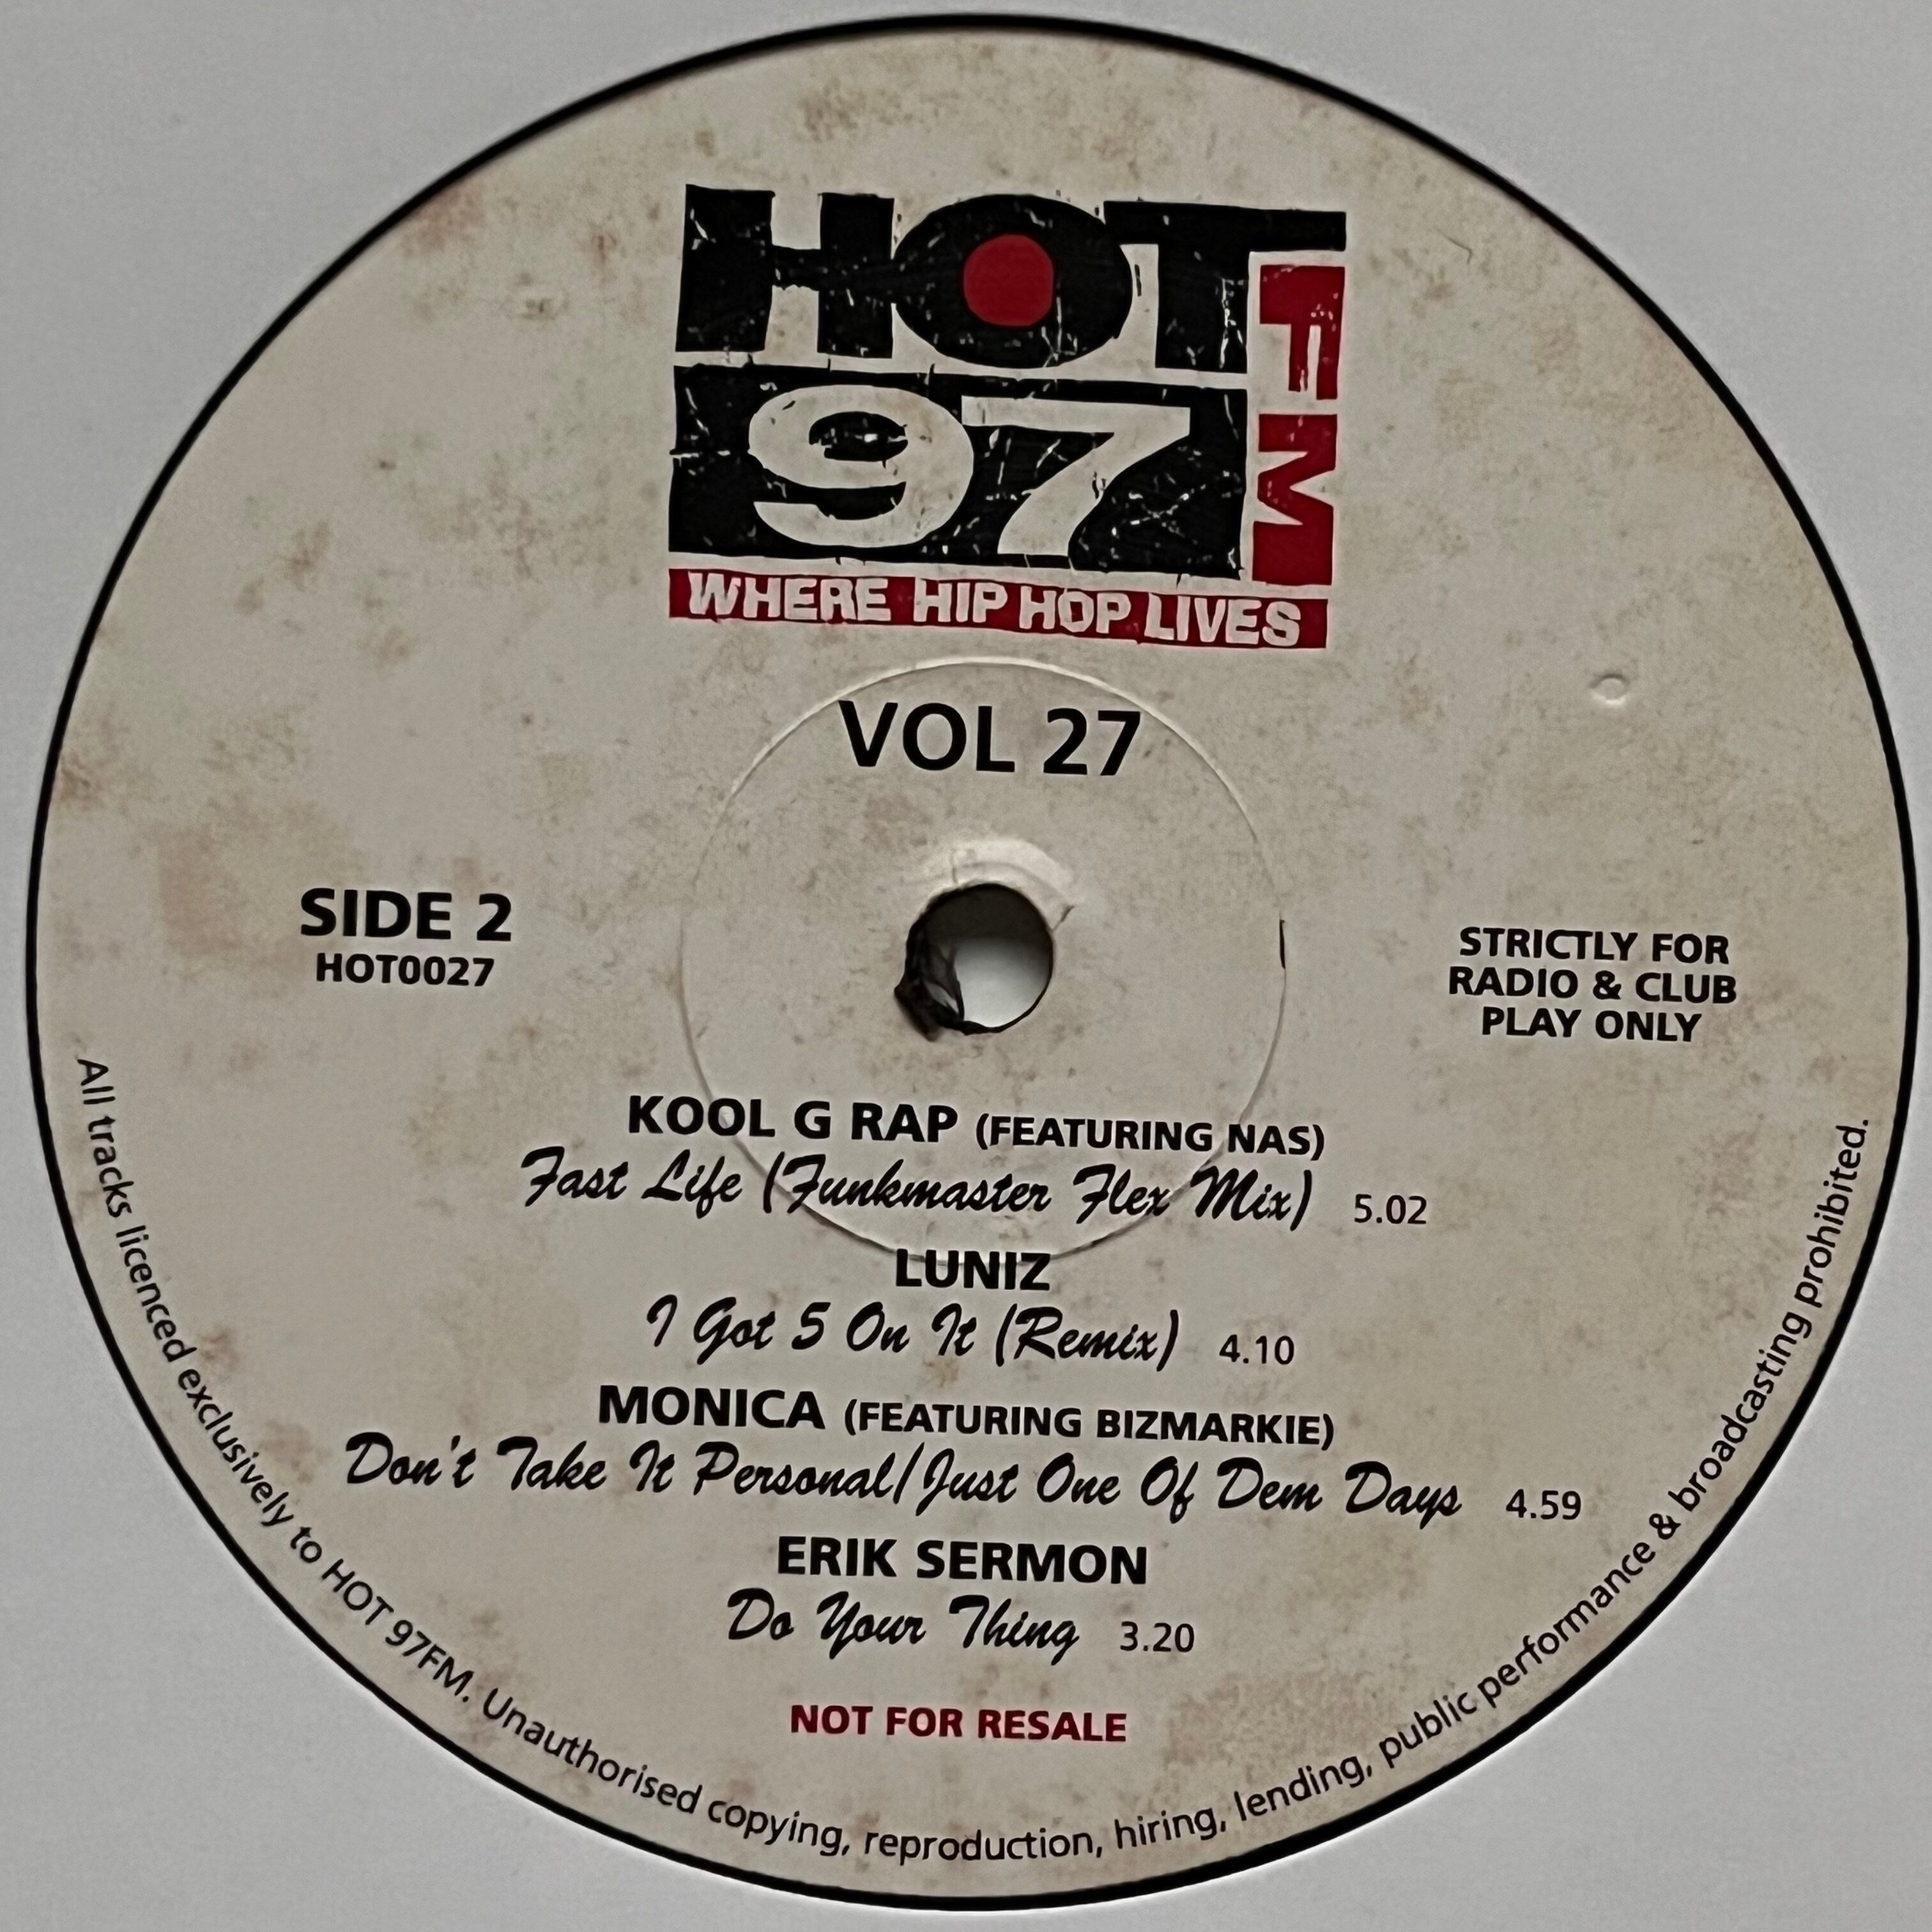 HOT
97
FM
WHERE HIP HOP LIVES
VOL 27
SIDE 2
HOT0027
STRICTLY FOR
RADIO & CLUB
PLAY ONLY
KOOL G RAP (FEATURING NAS)
Fast Life (Funkmaster Flex Mix) 5.02
LUNIZ
I Got 5 On It (Remix) 4.10
MONICA (FEATURING BIZMARKIE)
Don't Take It Personal/Just One Of Dem Days 4.59
ERIK SERMON
Do Your Thing 3.20
NOT FOR RESALE
All tracks licenced exclusively to HOT 97FM. Unauthorised copying, reproduction, hiring, lending, public performance & broadcasting prohibited.